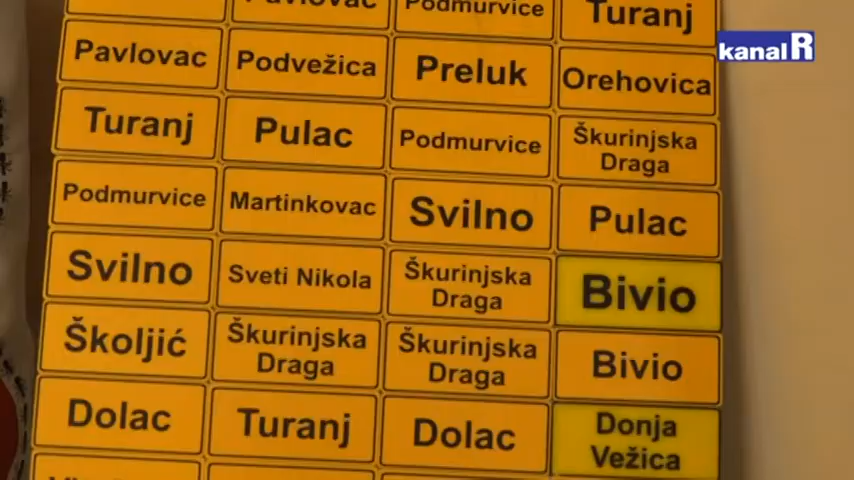 Pavlovac
Podmurvice
Turanj
kanal R
Pavlovac
Podvežica
Preluk
Orehovica
Turanj
Pulac
Podmurvice
Škurinjska
Draga
Podmurvice
Martinkovac
Svilno
Pulac
Svilno
Sveti Nikola
Škurinjska
Draga
Bivio
Školjić
Škurinjska
Draga
Škurinjska
Draga
Bivio
Dolac
Turanj
Dolac
Donja
Vežica